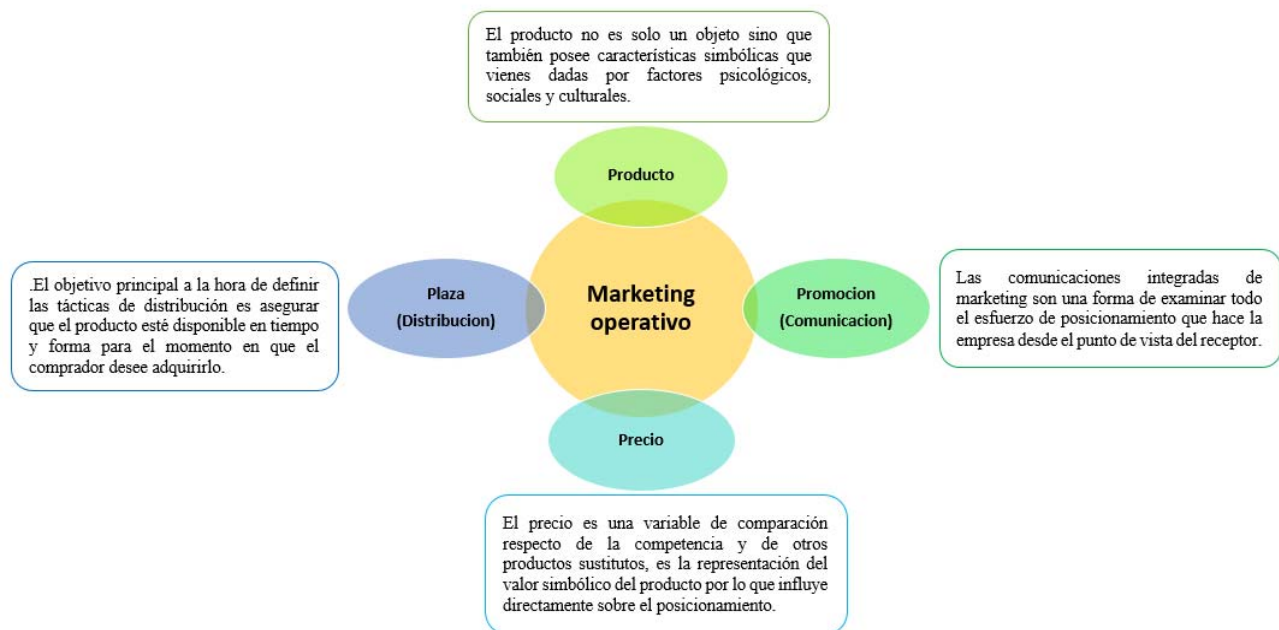 El producto no es solo un objeto sino que
también posee características simbólicas que
vienes dadas por factores psicológicos,
sociales y culturales.
Producto
.El objetivo principal a la hora de definir
las tácticas de distribución es asegurar
que el producto esté disponible en tiempo
y forma para el momento en que el
comprador desee adquirirlo.
Plaza
(Distribucion)
Marketing
operativo
Promocion
(Comunicacion)
Las comunicaciones integradas de
marketing son una forma de examinar todo
el esfuerzo de posicionamiento que hace la
empresa desde el punto de vista del receptor.
Precio
El precio es una variable de comparación
respecto de la competencia y de otros
productos sustitutos, es la representación del
valor simbólico del producto por lo que influye
directamente sobre el posicionamiento.